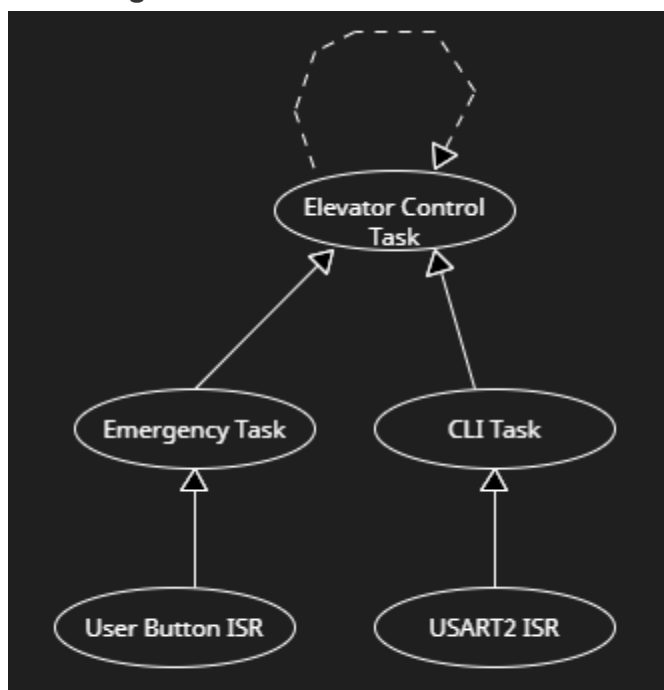 Elevator Control
Task
Emergency Task
CLI Task
User Button ISR
USART2 ISR